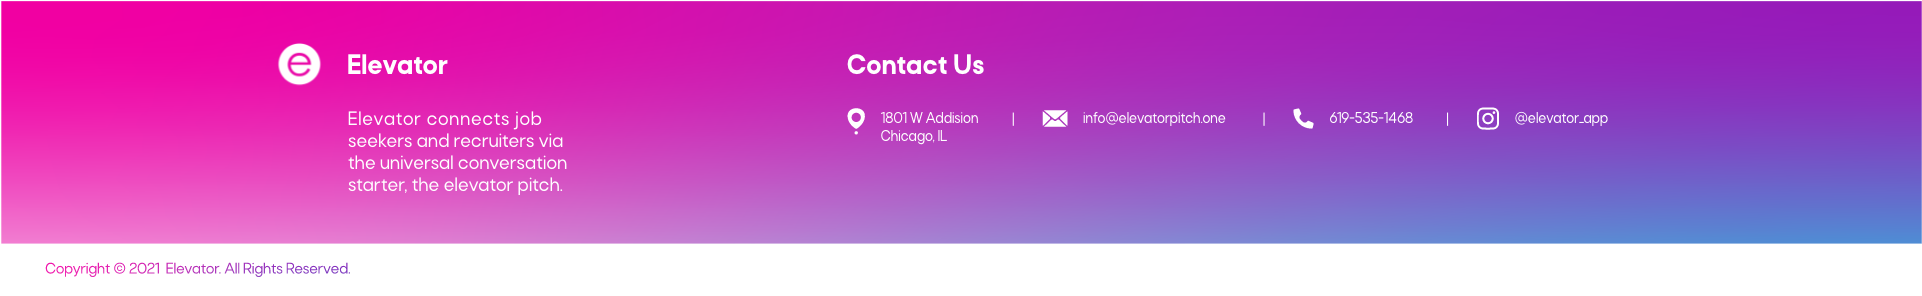 e
Elevator
Elevator connects job
seekers and recruiters via
the universal conversation
starter, the elevator pitch.
Contact Us
1801 W Addision
Chicago, IL
|
info@elevatorpitch.one
|
619-535-1468
|
@elevator_app
Copyright © 2021 Elevator. All Rights Reserved.